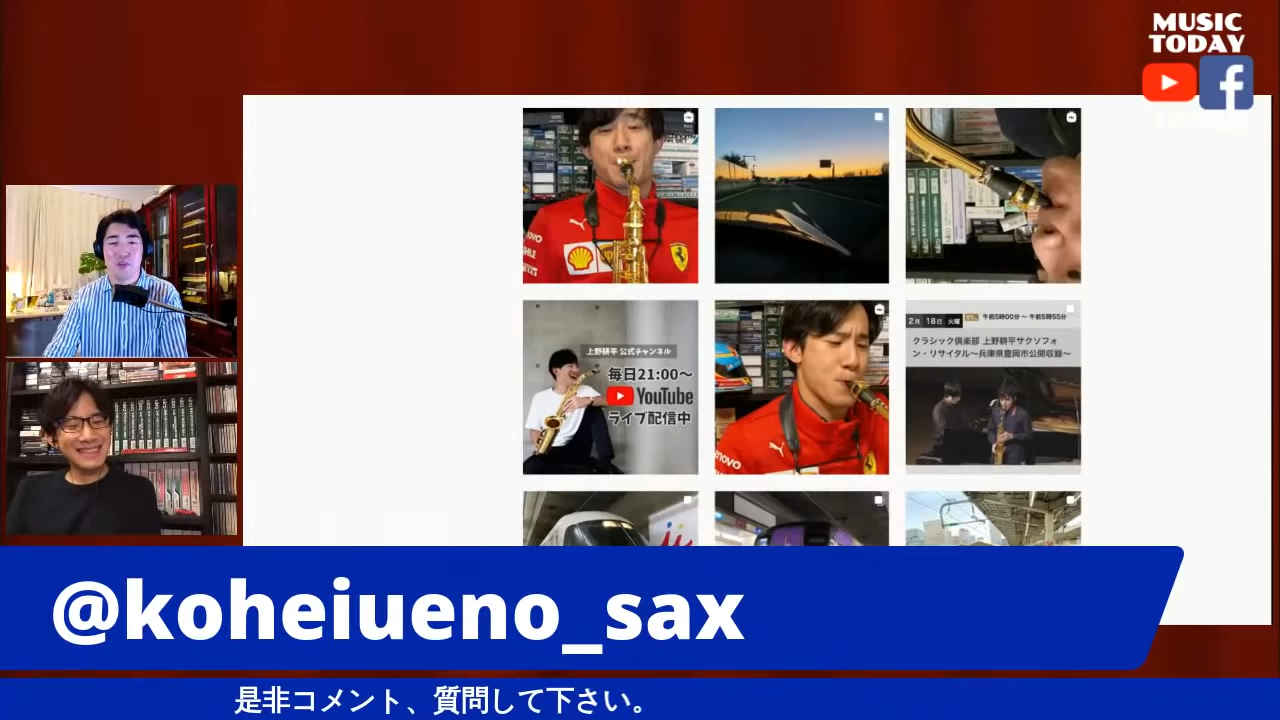 MUSIC
TODAY
上野耕平 公式チャンネル
毎日21:00〜
YouTube
ライブ配信中
2月 18日 火曜
午前5時00分 〜 午前5時55分
クラシック倶楽部 上野耕平サクソフォ
ン・リサイタル〜兵庫県豊岡市公開収録〜
@koheiueno_sax
是非コメント、質問して下さい。